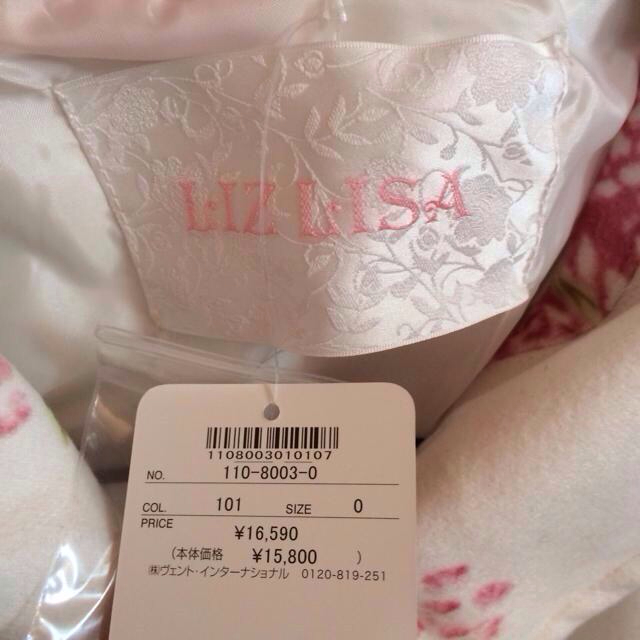 LIZ LISA
1108003010107
NO. 110-8003-0
COL. 101 SIZE 0
PRICE
¥16,590
(本体価格 ¥15,800 )
㈱ヴェント・インターナショナル 0120-819-251